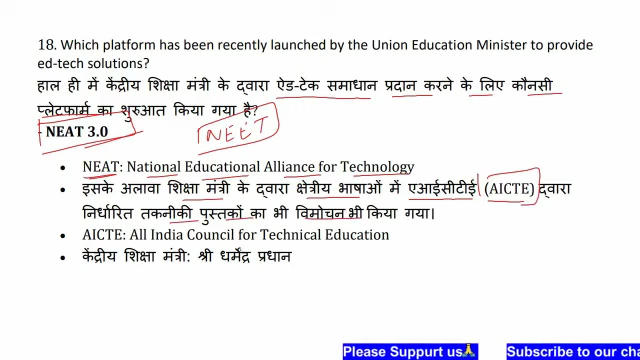 18. Which platform has been recently launched by the Union Education Minister to provide
ed-tech solutions?
हाल ही में केंद्रीय शिक्षा मंत्री के द्वारा ऐड-टेक समाधान प्रदान करने के लिए कौनसी
प्लेटफार्म का शुरुआत किया गया है?
- NEAT 3.0
NEET
• NEAT: National Educational Alliance for Technology
• इसके अलावा शिक्षा मंत्री के द्वारा क्षेत्रीय भाषाओं में एआईसीटीई (AICTE) द्वारा
निर्धारित तकनीकी पुस्तकों का भी विमोचन भी किया गया।
• AICTE: All India Council for Technical Education
• केंद्रीय शिक्षा मंत्री: श्री धर्मेंद्र प्रधान
Please Suppurt us🙏 Subscribe to our cha